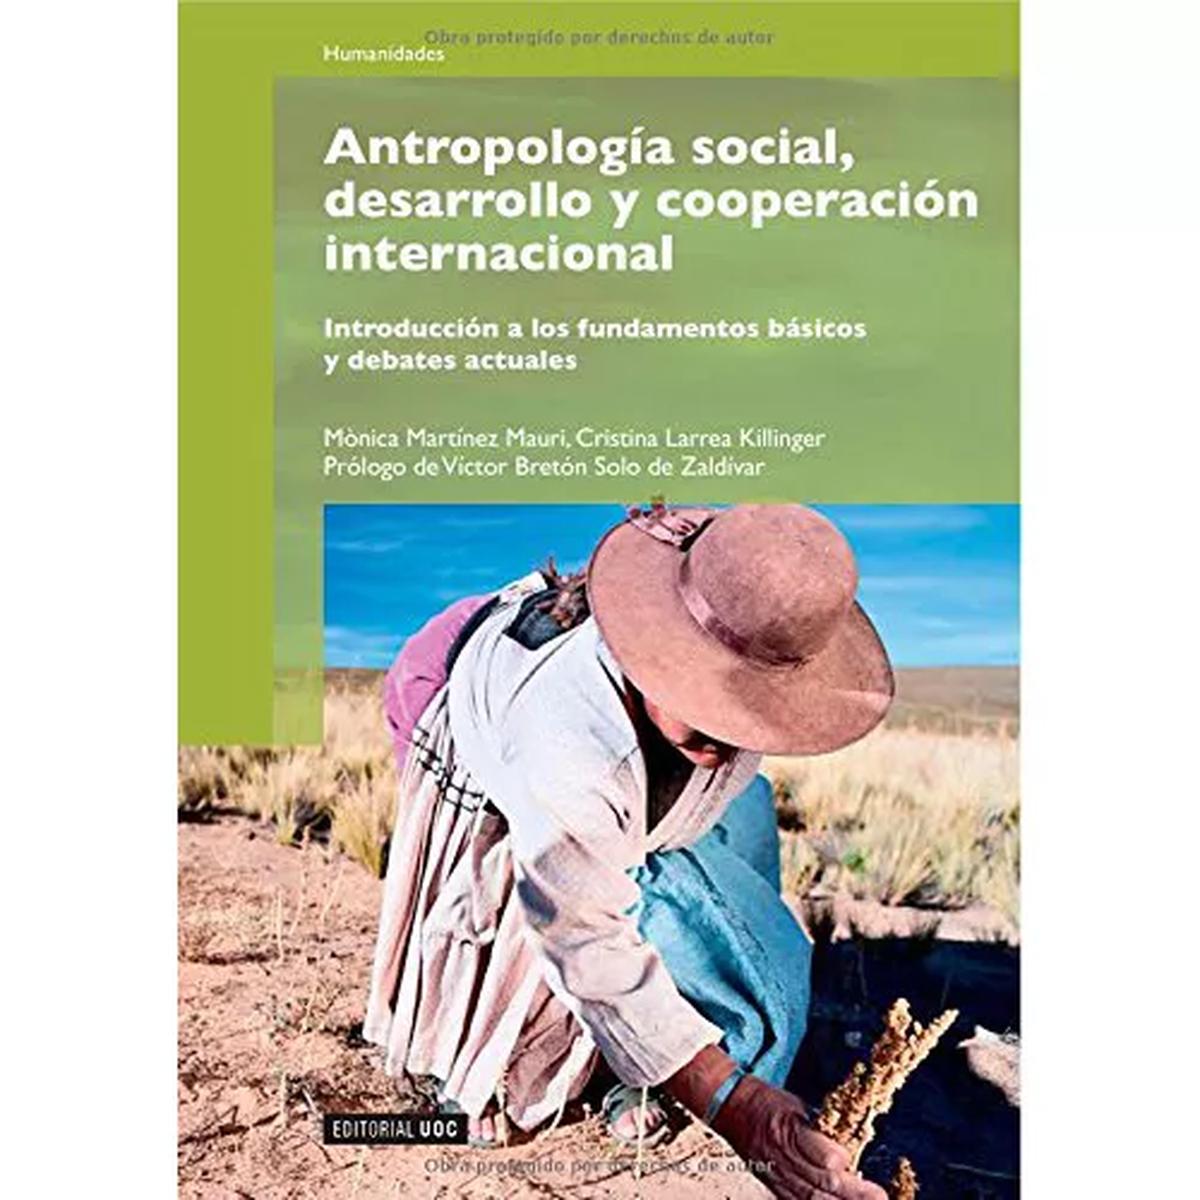 Obra protegido por derechos de autor
Humanidades
Antropología social,
desarrollo y cooperación
internacional
Introducción a los fundamentos básicos
y debates actuales
Mònica Martínez Mauri, Cristina Larrea Killinger
Prólogo de Víctor Bretón Solo de Zaldívar
EDITORIAL UOC
Obra protegido por derechos de autor